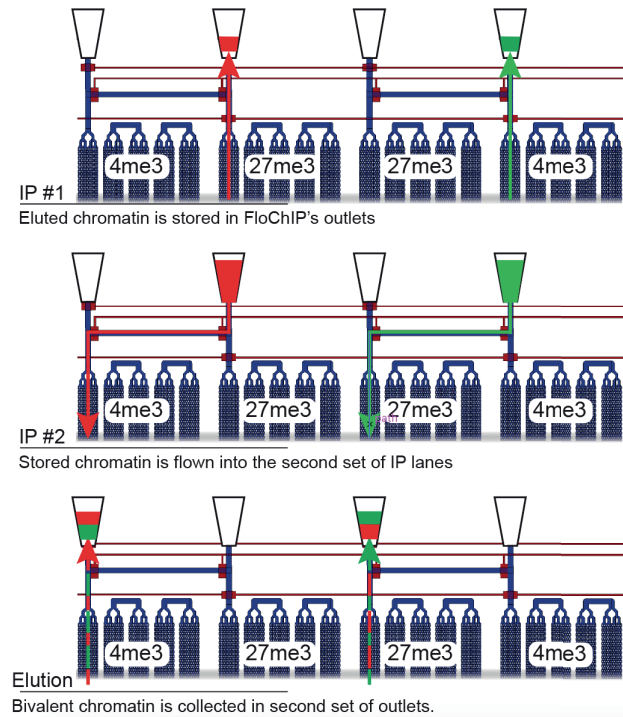 4me3 27me3 27me3 4me3
IP #1
Eluted chromatin is stored in FloChIP's outlets
4me3 27me3 27me3 4me3
IP #2
Stored chromatin is flown into the second set of IP lanes
4me3 27me3 27me3 4me3
Elution
Bivalent chromatin is collected in second set of outlets.